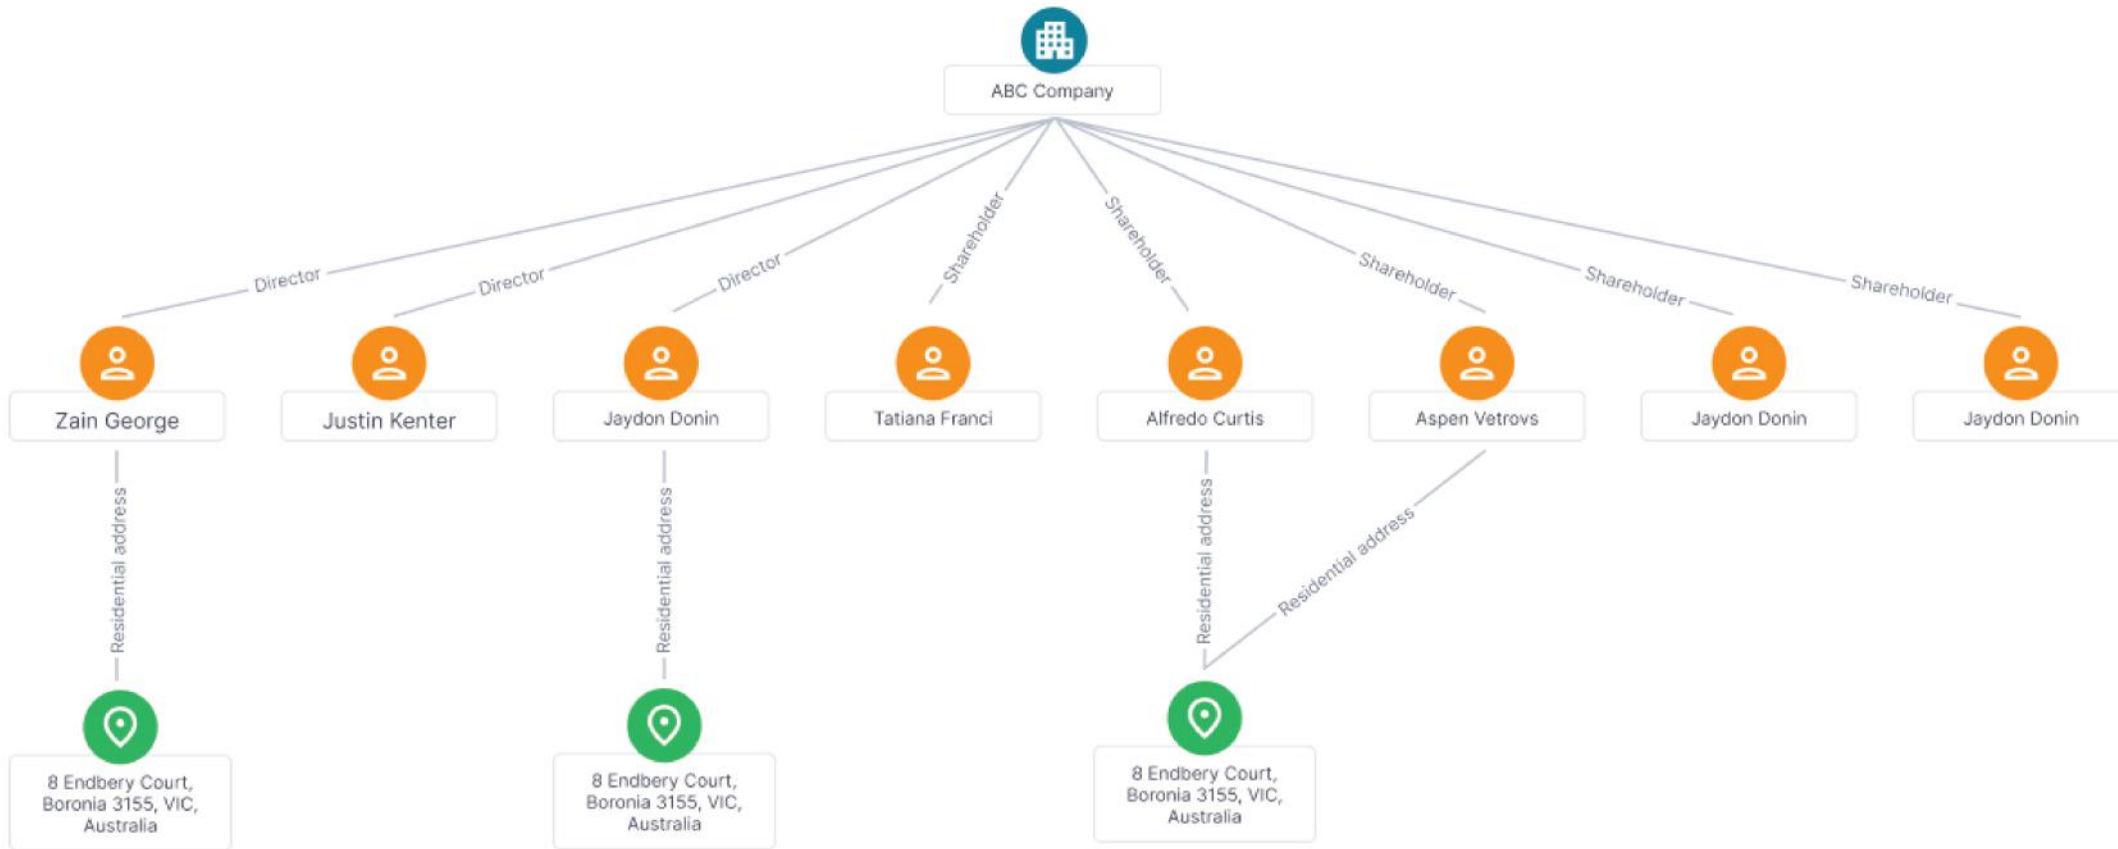 ABC Company
Director
Director
Director
Shareholder
Shareholder
Shareholder
Shareholder
Shareholder
Zain George
Justin Kenter
Jaydon Donin
Tatiana Franci
Alfredo Curtis
Aspen Vetrovs
Jaydon Donin
Jaydon Donin
Residential address
Residential address
Residential address
Residential address
8 Endbery Court,
Boronia 3155, VIC,
Australia
8 Endbery Court,
Boronia 3155, VIC,
Australia
8 Endbery Court,
Boronia 3155, VIC,
Australia